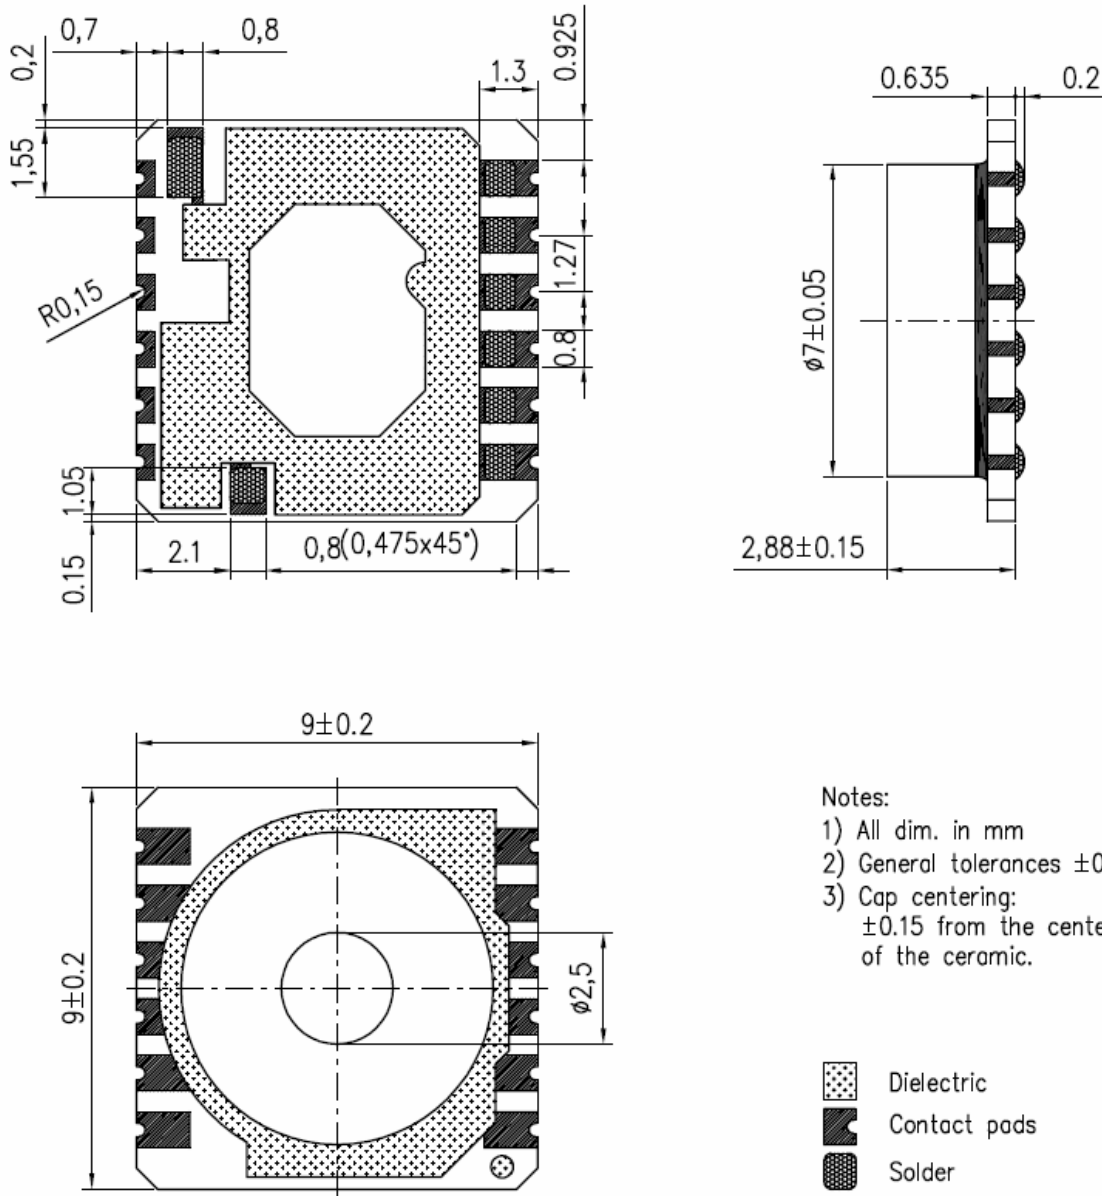 0,7
0,8
0,2
0.925
1.3
1,55
1.27
R0,15
0.8
1.05
2.1
0,8(0,475x45°)
0.15
0.635
0.2
ø7±0.05
2,88±0.15
9±0.2
9±0.2
ø2,5
Notes:
1) All dim. in mm
2) General tolerances ±0
3) Cap centering:
±0.15 from the cente
of the ceramic.
Dielectric
Contact pads
Solder